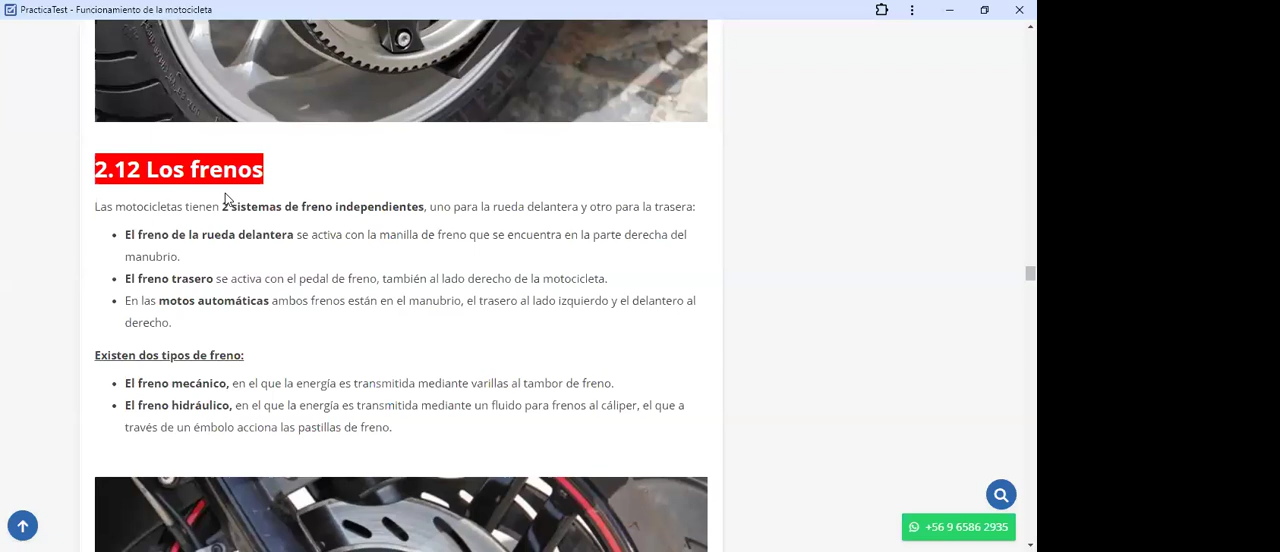 PracticaTest - Funcionamiento de la motocicleta
2.12 Los frenos
Las motocicletas tienen 2 sistemas de freno independientes, uno para la rueda delantera y otro para la trasera:
• El freno de la rueda delantera se activa con la manilla de freno que se encuentra en la parte derecha del
manubrio.
• El freno trasero se activa con el pedal de freno, también al lado derecho de la motocicleta.
• En las motos automáticas ambos frenos están en el manubrio, el trasero al lado izquierdo y el delantero al
derecho.
Existen dos tipos de freno:
• El freno mecánico, en el que la energía es transmitida mediante varillas al tambor de freno.
• El freno hidráulico, en el que la energía es transmitida mediante un fluido para frenos al cáliper, el que a
través de un émbolo acciona las pastillas de freno.
+56 9 6586 2935